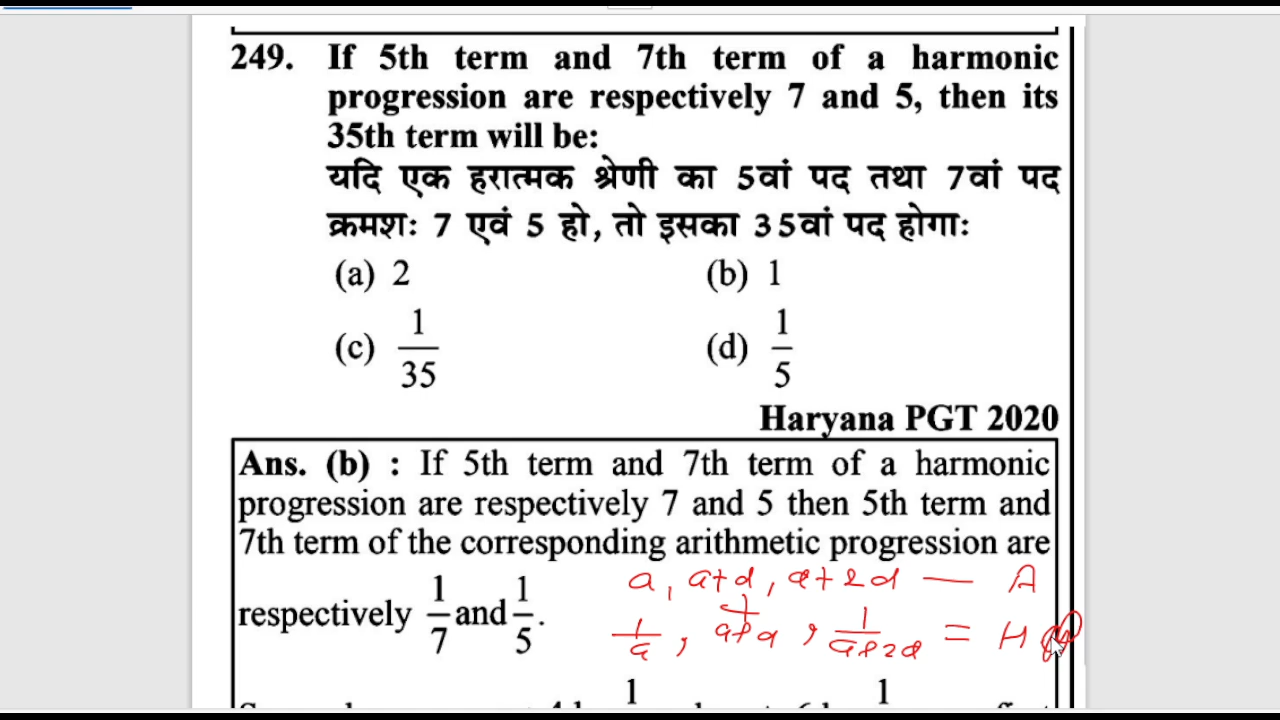 249. If 5th term and 7th term of a harmonic
progression are respectively 7 and 5, then its
35th term will be:
यदि एक हरात्मक श्रेणी का 5वां पद तथा 7वां पद
क्रमशः 7 एवं 5 हो, तो इसका 35वां पद होगाः
(a) 2 (b) 1
(c) 1/35 (d) 1/5
Haryana PGT 2020
Ans. (b) : If 5th term and 7th term of a harmonic
progression are respectively 7 and 5 then 5th term and
7th term of the corresponding arithmetic progression are
a, a+d, a+2d — A
respectively 1/7 and 1/5.
1/a, 1/a+d, 1/a+2d = H
1 1